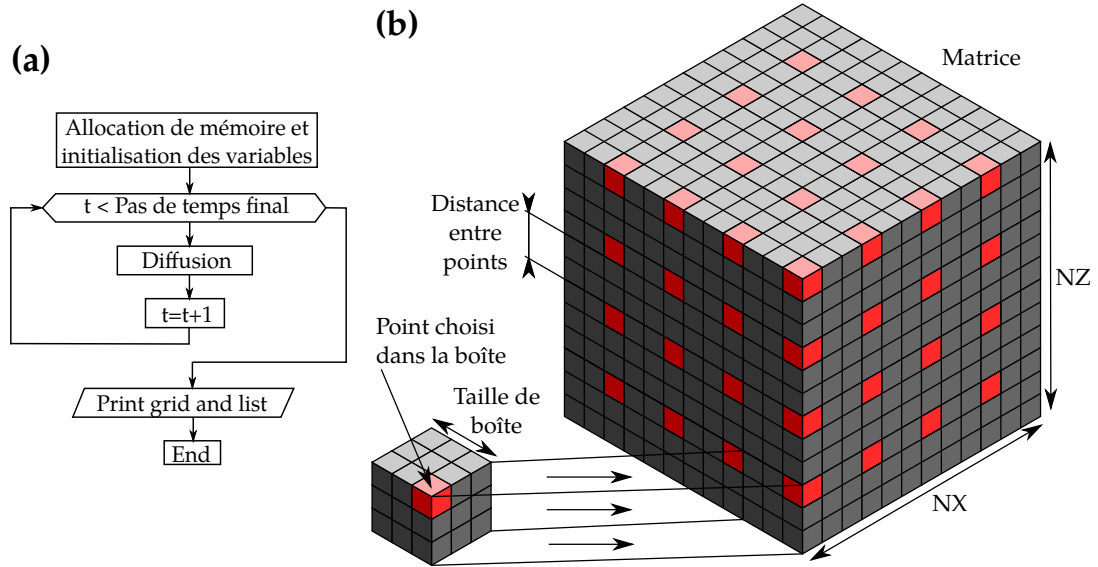 (a)
Allocation de mémoire et
initialisation des variables
t < Pas de temps final
Diffusion
t=t+1
Print grid and list
End
(b)
Matrice
Distance
entre
points
NZ
Point choisi
dans la boîte
Taille de
boîte
NX